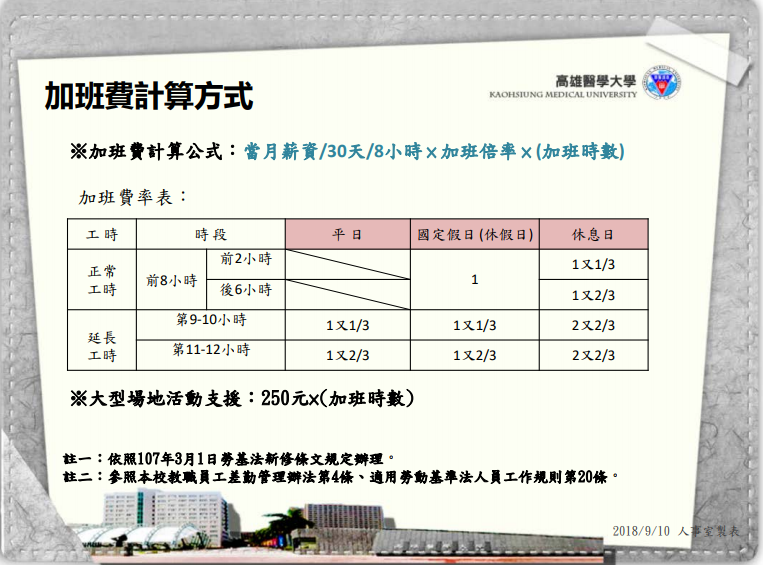 高雄醫學大學
KAOHSIUNG MEDICAL UNIVERSITY
加班費計算方式
※加班費計算公式：當月薪資/30天/8小時×加班倍率×(加班時數)
加班費率表：
工時 時段 平日 國定假日(休假日) 休息日
正常工時 前8小時 前2小時 1 1又1/3
後6小時 1又2/3
延長工時 第9-10小時 1又1/3 1又1/3 2又2/3
第11-12小時 1又2/3 1又2/3 2又2/3
※大型場地活動支援：250元x(加班時數)
註一：依照107年3月1日勞基法新修條文規定辦理。
註二：參照本校教職員工差勤管理辦法第4條、適用勞動基準法人員工作規則第20條。
2018/9/10 人事室製表